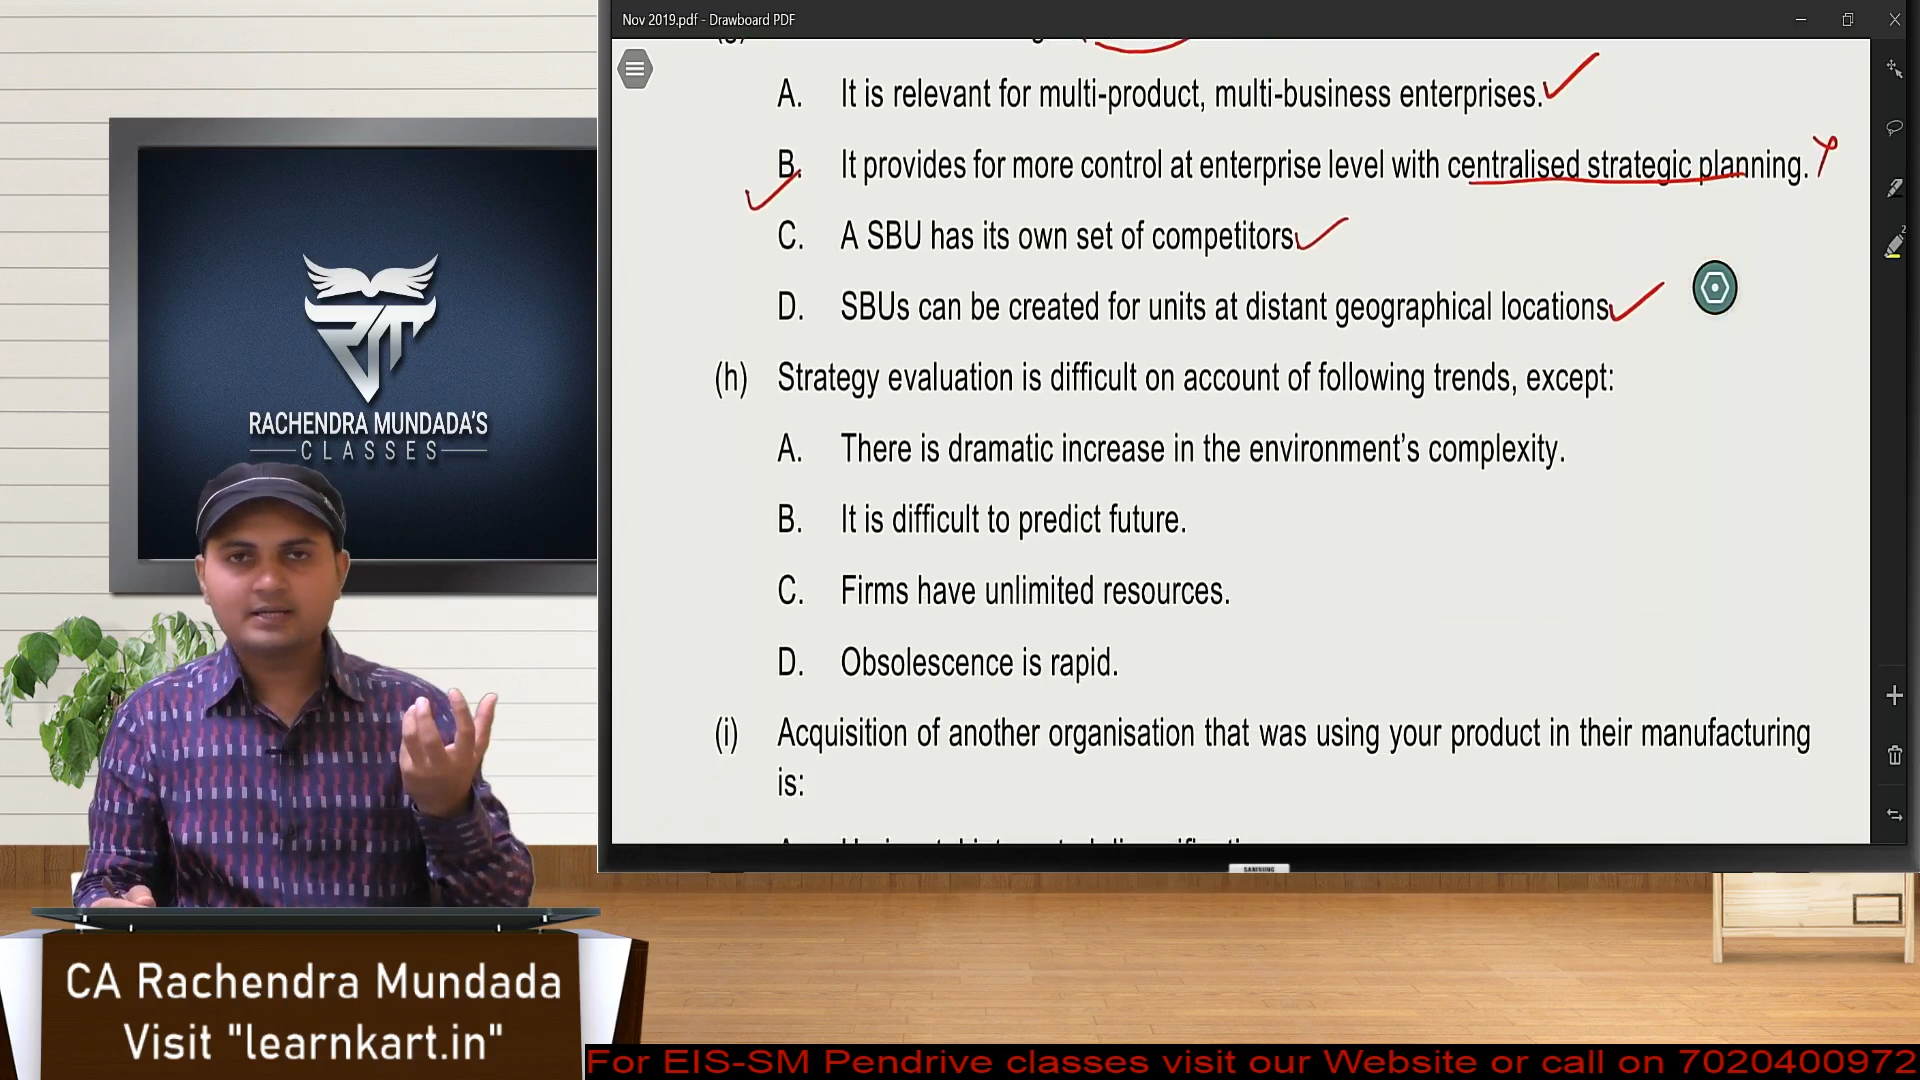 Nov 2019.pdf - Drawboard PDF
A. It is relevant for multi-product, multi-business enterprises.
B. It provides for more control at enterprise level with centralised strategic planning.
C. A SBU has its own set of competitors
D. SBUs can be created for units at distant geographical locations
(h) Strategy evaluation is difficult on account of following trends, except:
A. There is dramatic increase in the environment's complexity.
B. It is difficult to predict future.
C. Firms have unlimited resources.
D. Obsolescence is rapid.
(i) Acquisition of another organisation that was using your product in their manufacturing
is:
SAMSUNG
2
RACHENDRA MUNDADA'S
CLASSES
CA Rachendra Mundada
Visit "learnkart.in"
For EIS-SM Pendrive classes visit our Website or call on 7020400972